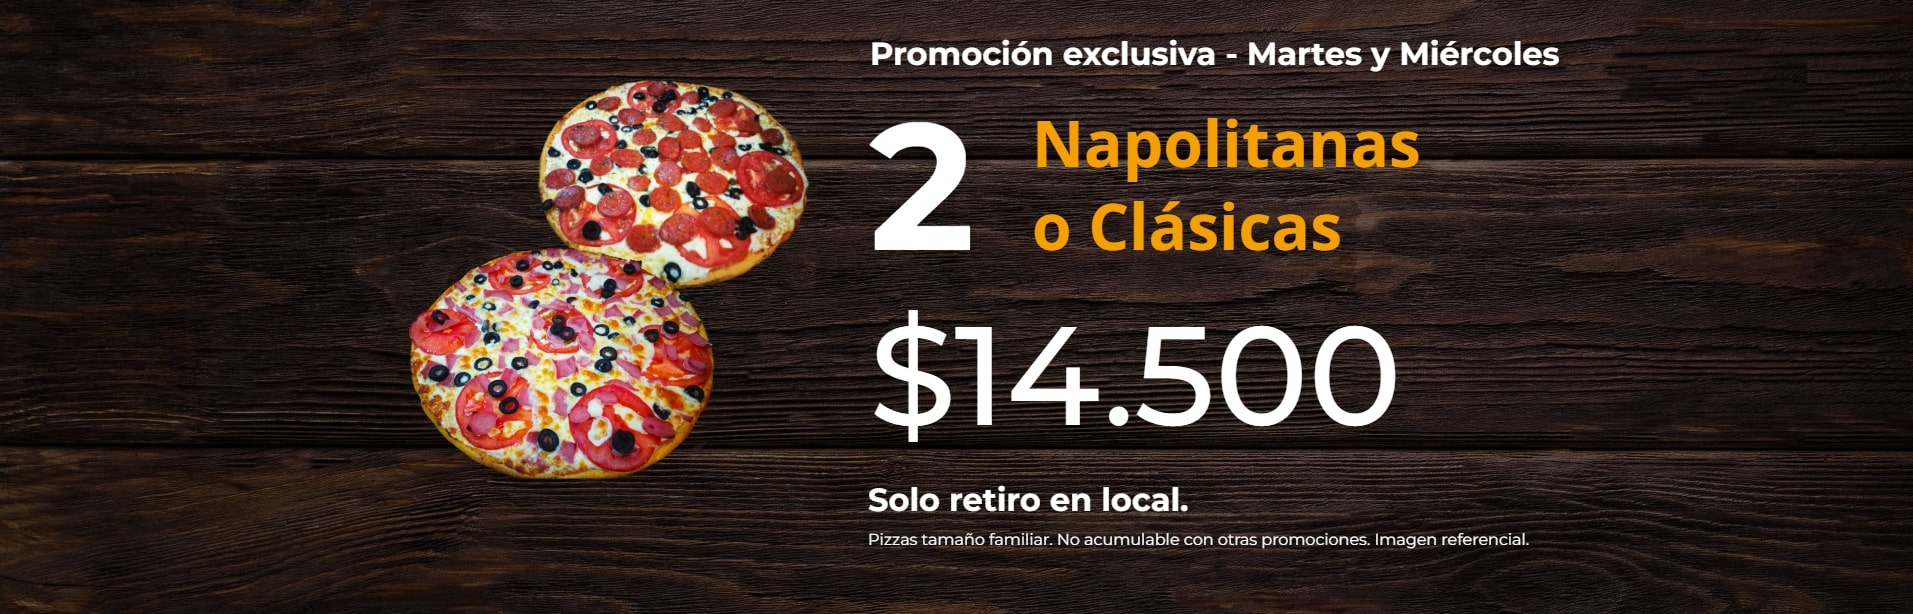 Promoción exclusiva - Martes y Miércoles
2
Napolitanas
o Clásicas
$14.500
Solo retiro en local.
Pizzas tamaño familiar. No acumulable con otras promociones. Imagen referencial.